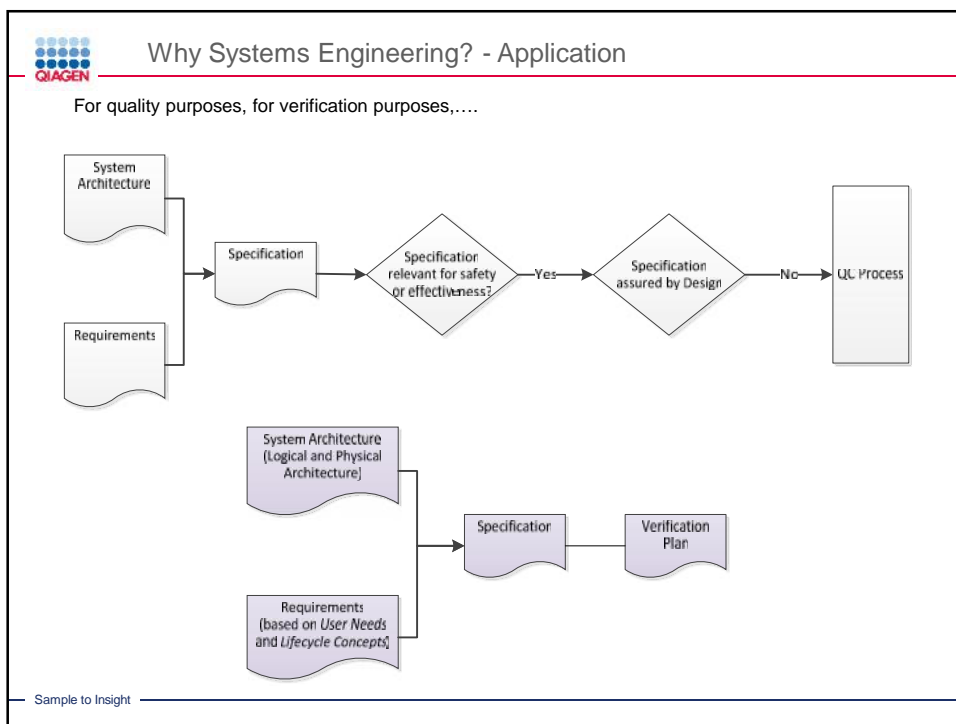 QIAGEN
Why Systems Engineering? - Application
For quality purposes, for verification purposes,….
System
Architecture
Requirements
Specification
Specification
relevant for safety
or effectiveness?
Yes
Specification
assured by Design
No
QC Process
System Architecture
(Logical and Physical
Architecture)
Requirements
(based on User Needs
and Lifecycle Concepts)
Specification
Verification
Plan
Sample to Insight